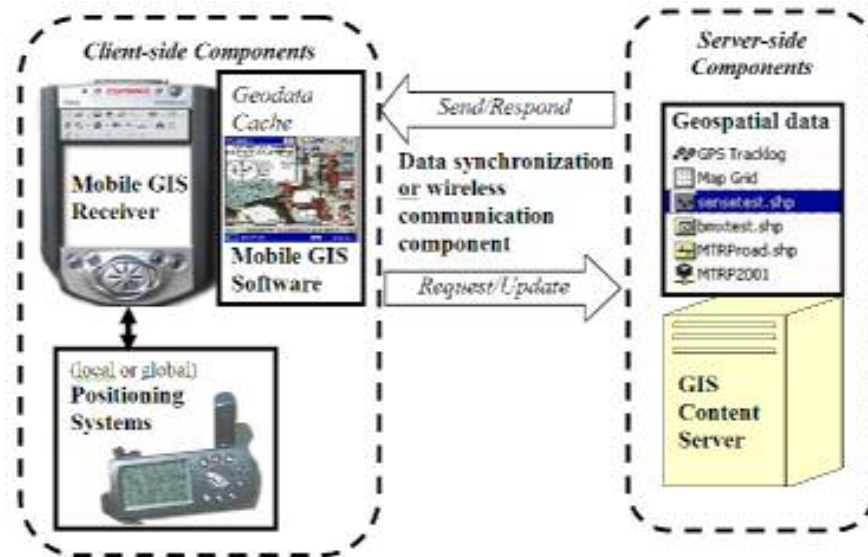 Client-side Components
Geodata
Cache
Mobile GIS
Receiver
Mobile GIS
Software
(local or global)
Positioning
Systems
Send/Respond
Data synchronization
or wireless
communication
component
Request/Update
Server-side
Components
Geospatial data
GPS Tracklog
Map Grid
sensetest.shp
bmxtest.shp
MTRProad.shp
MTRP2001
GIS
Content
Server